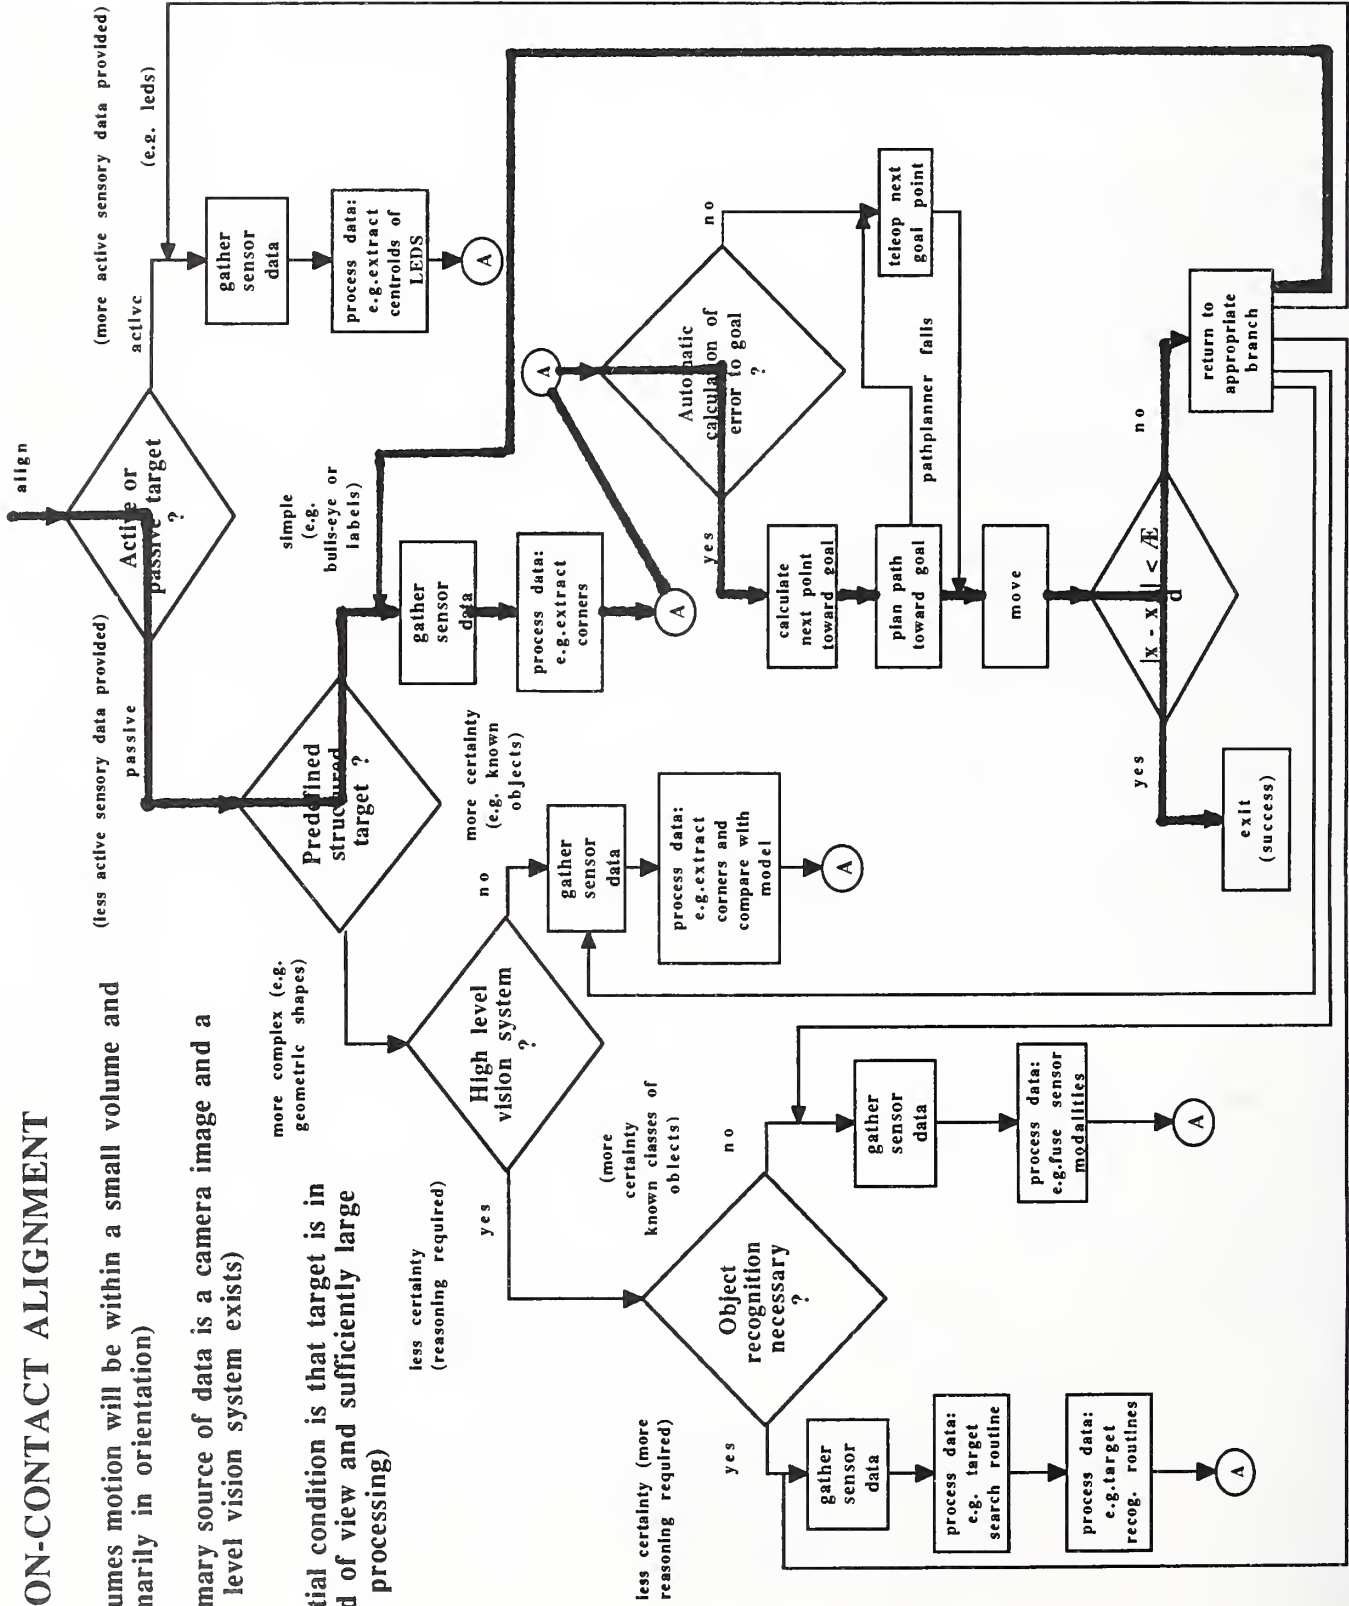 ON-CONTACT ALIGNMENT
umes motion will be within a small volume and
narily in orientation)
mary source of data is a camera image and a
level vision system exists)
tial condition is that target is in
d of view and sufficiently large
processing)
align
Active or
passive target
?
(less active sensory data provided)
passive
(more active sensory data provided)
active
(e.g. leds)
gather
sensor
data
process data:
e.g.extract
centroids of
LEDS
A
Predefined
structured
target ?
simple
(e.g.
bulls-eye or
labels)
gather
sensor
data
process data:
e.g.extract
corners
A
more complex (e.g.
geometric shapes)
High level
vision system
?
more certainty
(e.g. known
objects)
no
gather
sensor
data
process data:
e.g.extract
corners and
compare with
model
A
less certainty
(reasoning required)
yes
Object
recognition
necessary
?
(more
certainty
known classes of
objects)
no
gather
sensor
data
process data:
e.g.fuse sensor
modalities
A
less certainty (more
reasoning required)
yes
gather
sensor
data
process data:
e.g. target
search routine
process data:
e.g.target
recog. routines
A
A
Automatic
calculation of
error to goal
?
no
yes
teleop next
goal point
calculate
next point
toward goal
plan path
toward goal
pathplanner fails
move
|x - x d| < Æ
yes
no
exit
(success)
return to
appropriate
branch